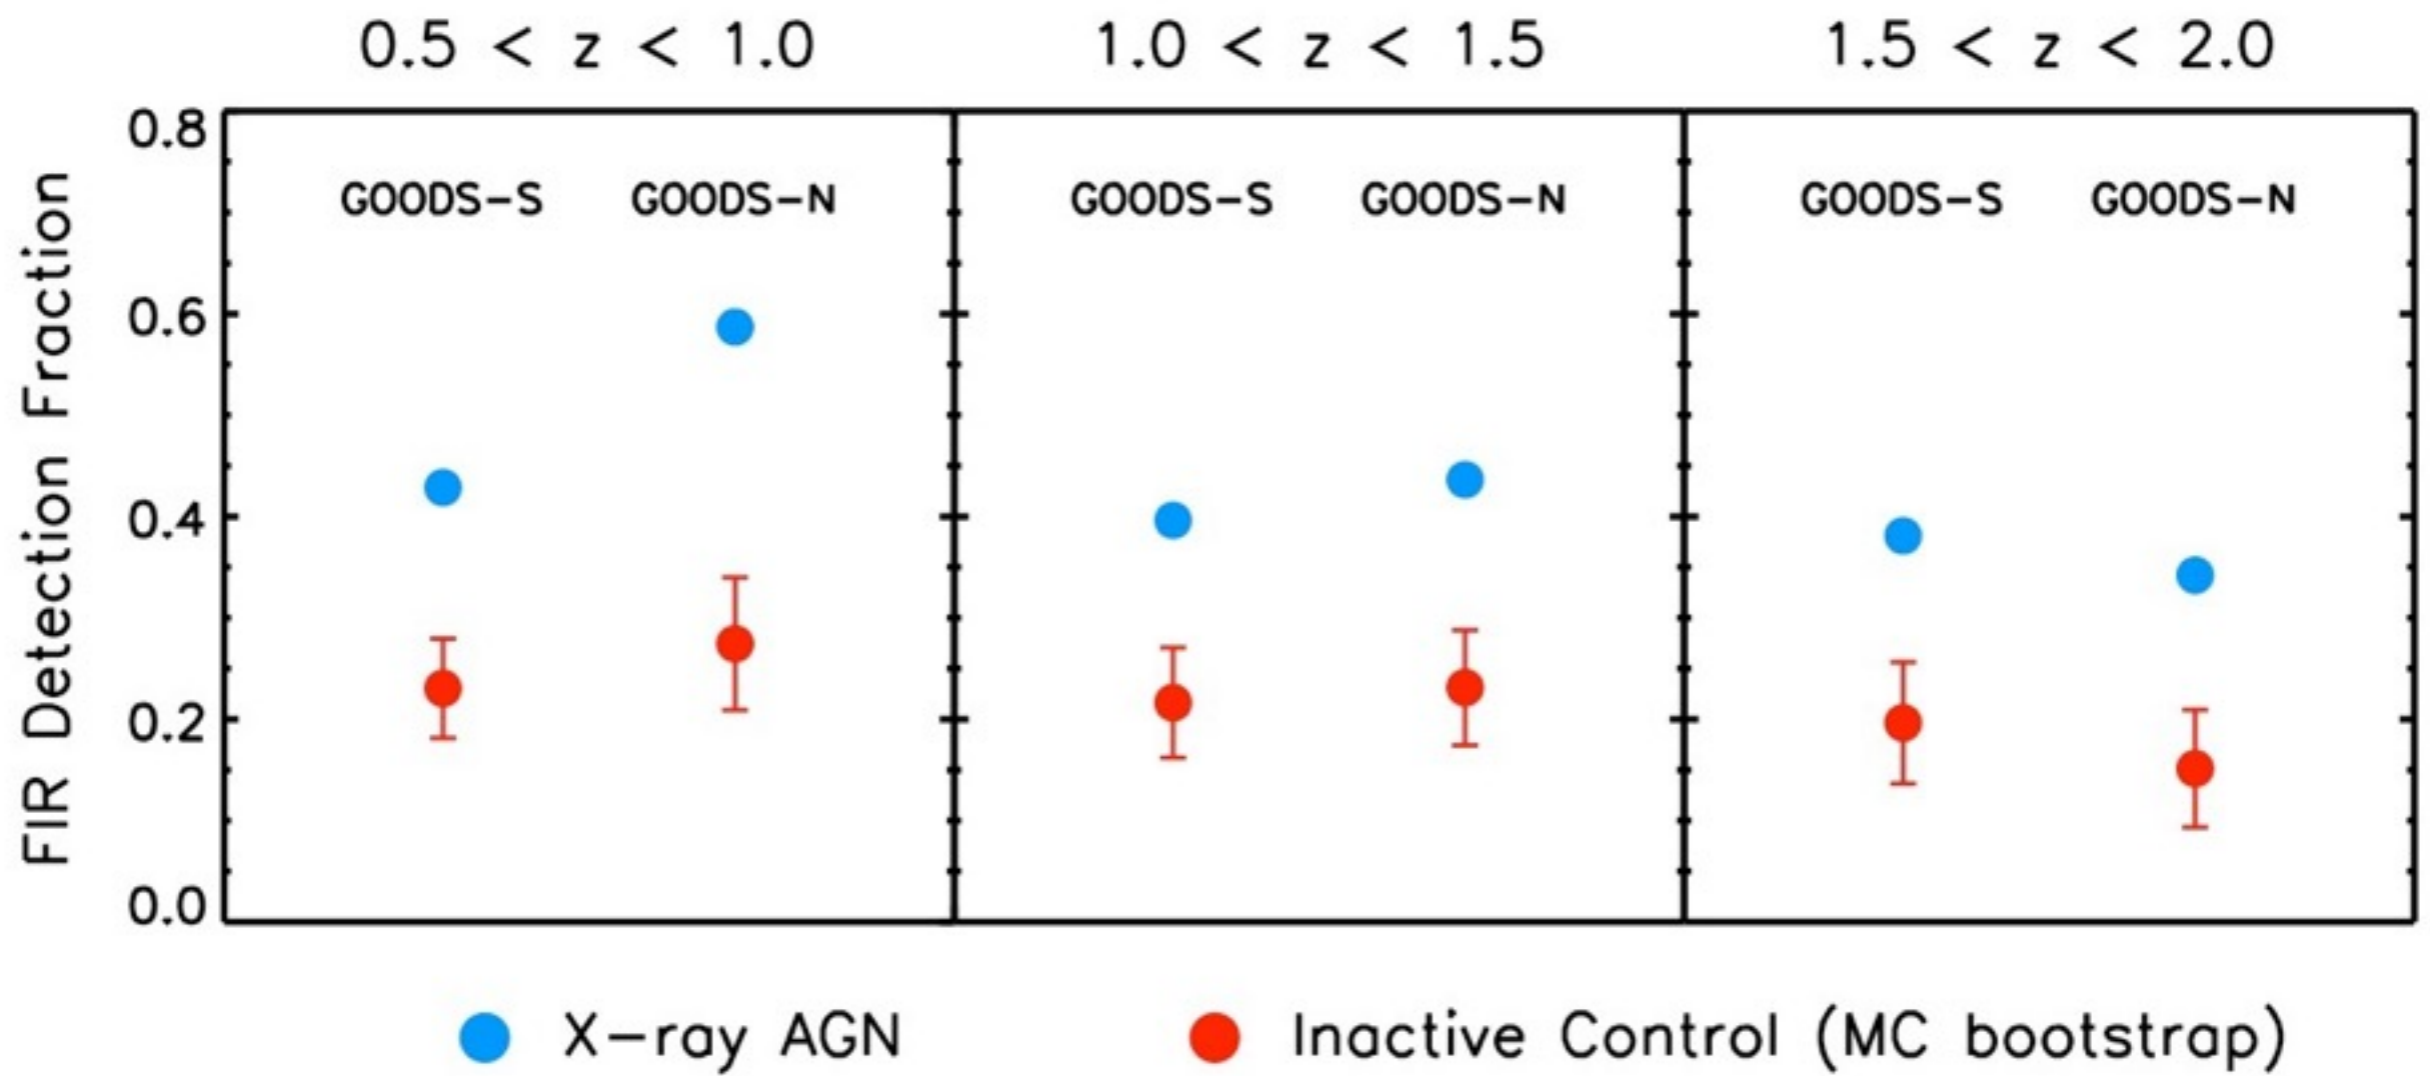 0.5 < z < 1.0
1.0 < z < 1.5
1.5 < z < 2.0
FIR Detection Fraction
0.8
0.6
0.4
0.2
0.0
GOODS-S
GOODS-N
GOODS-S
GOODS-N
GOODS-S
GOODS-N
X-ray AGN
Inactive Control (MC bootstrap)